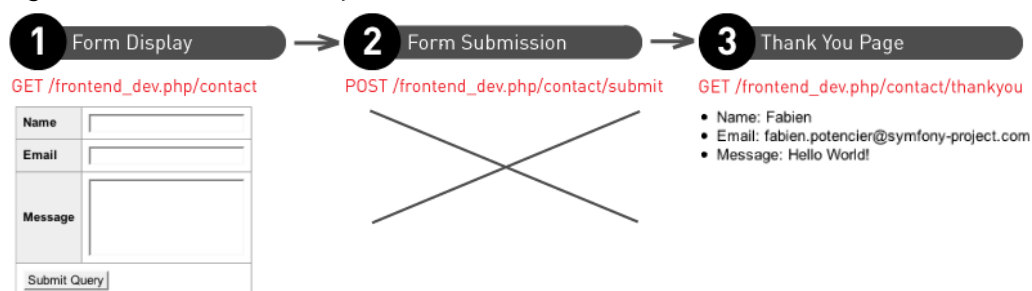 1 Form Display
2 Form Submission
3 Thank You Page
GET /frontend_dev.php/contact
POST /frontend_dev.php/contact/submit
GET /frontend_dev.php/contact/thankyou
Name
Email
Message
Submit Query
• Name: Fabien
• Email: fabien.potencier@symfony-project.com
• Message: Hello World!